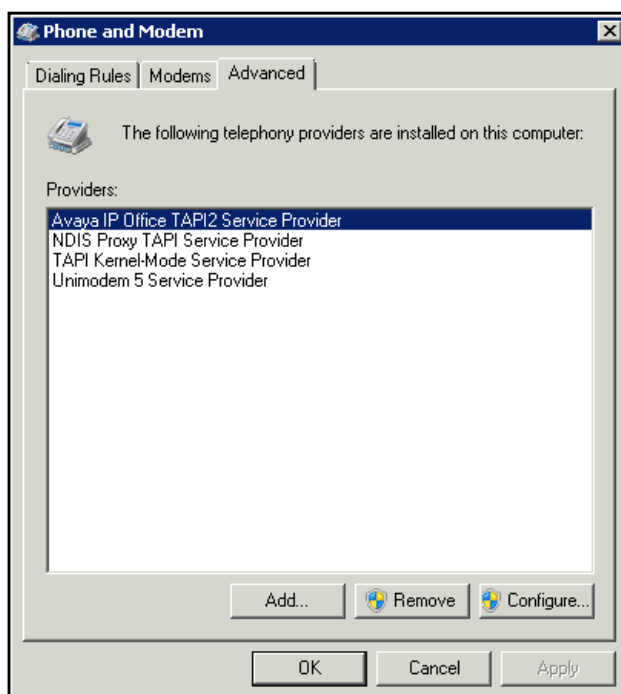 Phone and Modem
Dialing Rules Modems Advanced
The following telephony providers are installed on this computer:
Providers:
Avaya IP Office TAPI2 Service Provider
NDIS Proxy TAPI Service Provider
TAPI Kernel-Mode Service Provider
Unimodem 5 Service Provider
Add... Remove Configure...
OK Cancel Apply